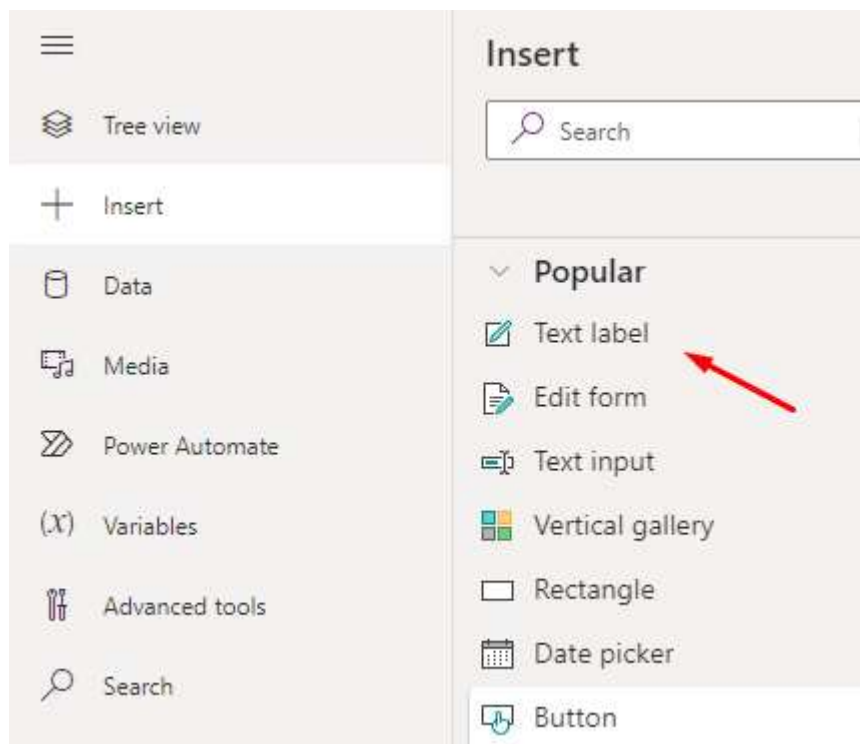 Tree view
Insert
Data
Media
Power Automate
(x) Variables
Advanced tools
Search
Insert
Search
Popular
Text label
Edit form
Text input
Vertical gallery
Rectangle
Date picker
Button